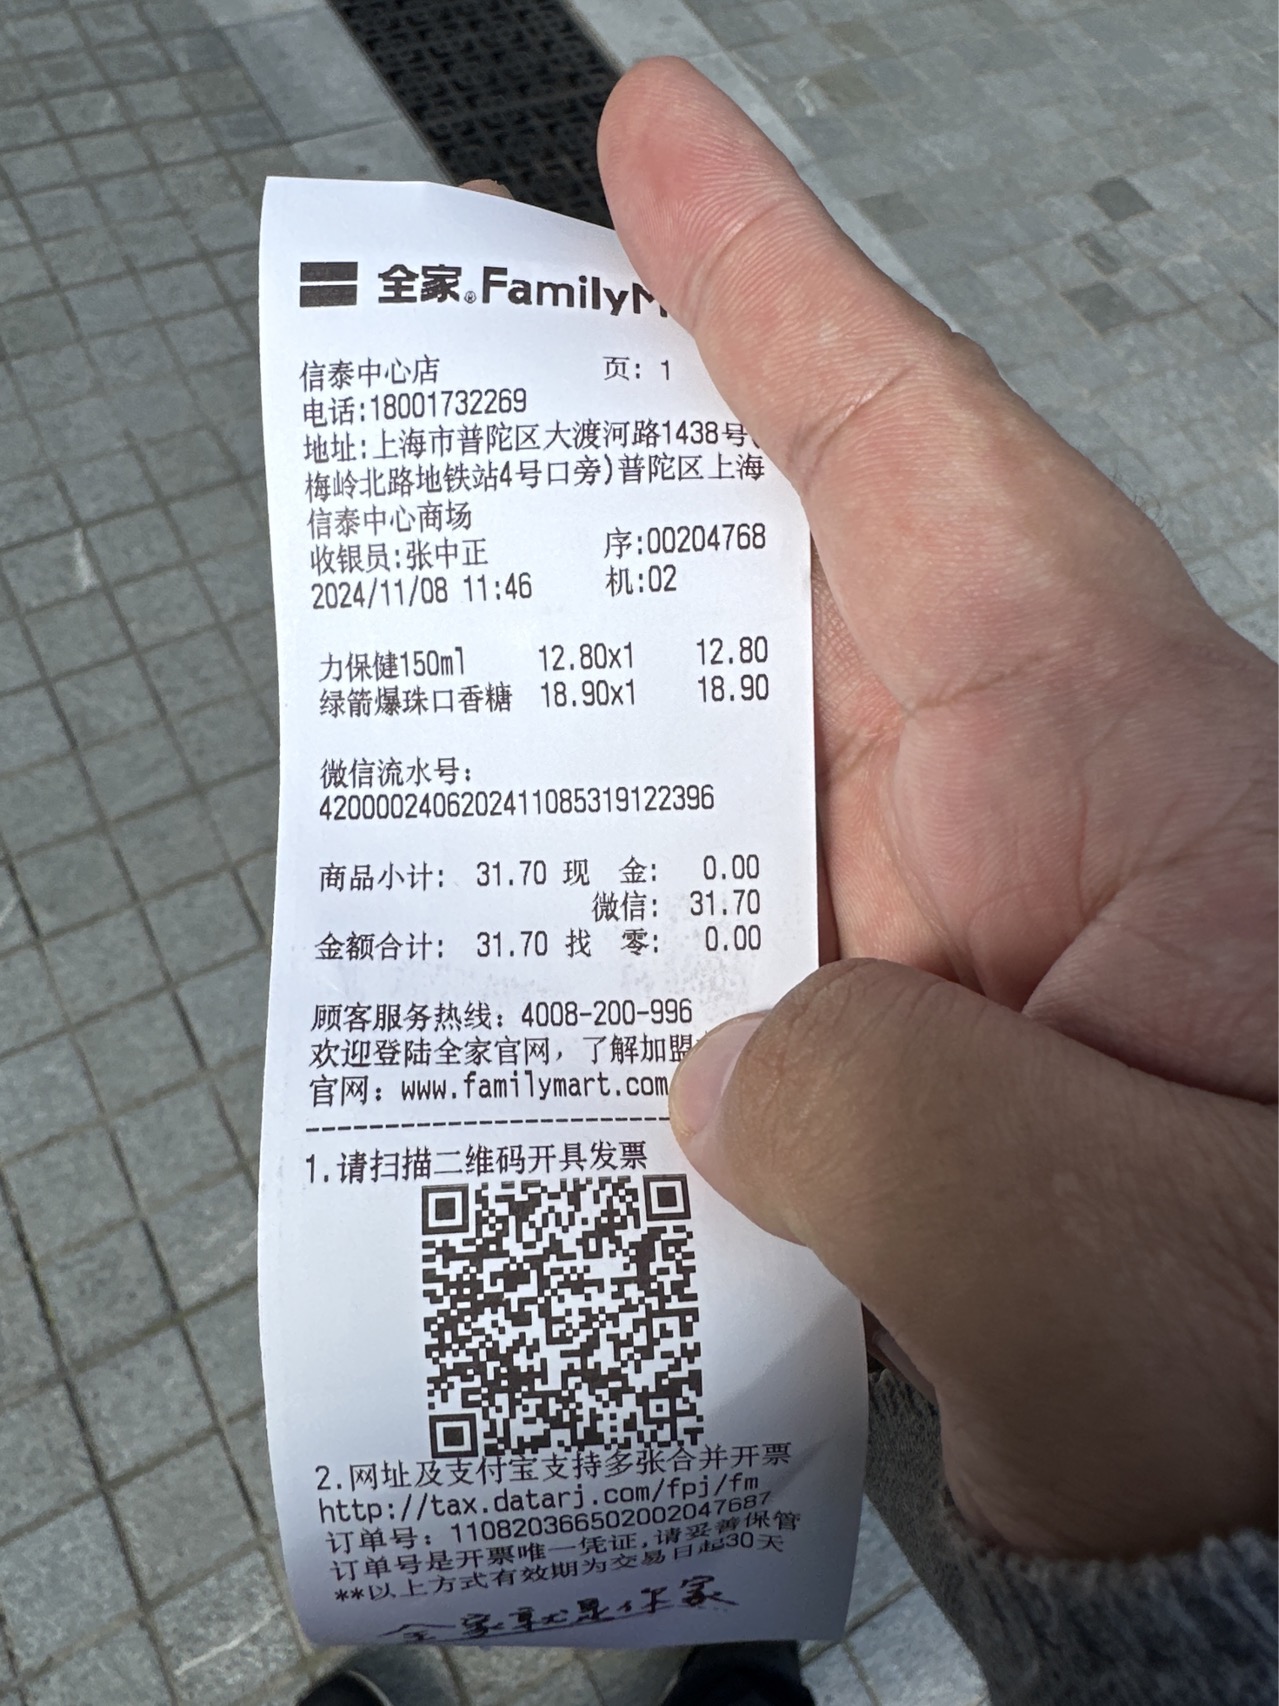 全家® FamilyM
信泰中心店 页: 1
电话:18001732269
地址:上海市普陀区大渡河路1438号(
梅岭北路地铁站4号口旁)普陀区上海
信泰中心商场
收银员:张中正 序:00204768
2024/11/08 11:46 机:02
力保健150ml 12.80x1 12.80
绿箭爆珠口香糖 18.90x1 18.90
微信流水号:
4200002406202411085319122396
商品小计: 31.70 现 金: 0.00
微信: 31.70
金额合计: 31.70 找 零: 0.00
顾客服务热线: 4008-200-996
欢迎登陆全家官网, 了解加盟
官网: www.familymart.com
1.请扫描二维码开具发票
2.网址及支付宝支持多张合并开票
http://tax.datarj.com/fpj/fm
订单号: 110820366502002047687
订单号是开票唯一凭证,请妥善保管
**以上方式有效期为交易日起30天
全家就是你家